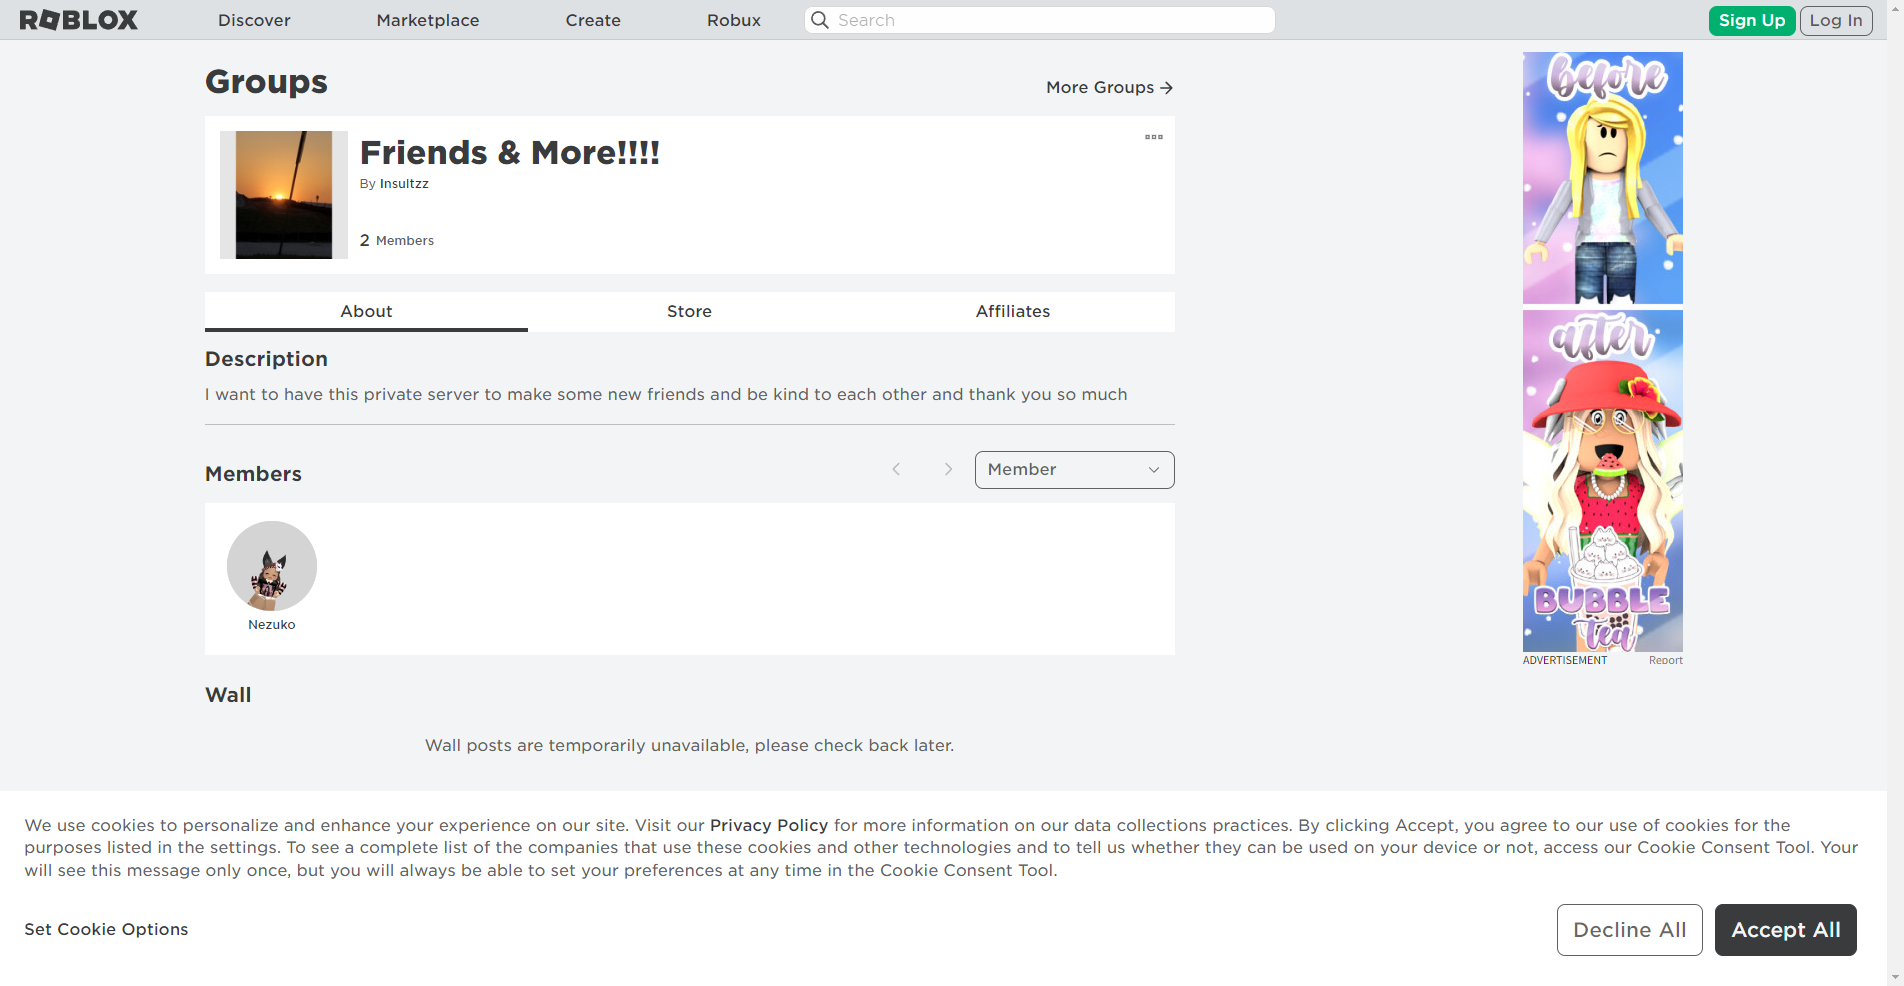 ROBLOX
Discover
Marketplace
Create
Robux
Search
Sign Up
Log In
Groups
More Groups
Friends & More!!!!
By Insultzz
2 Members
About
Store
Affiliates
Description
I want to have this private server to make some new friends and be kind to each other and thank you so much
Members
Member
Nezuko
Wall
Wall posts are temporarily unavailable, please check back later.
before
after
BUBBLE
tea
ADVERTISEMENT
Report
We use cookies to personalize and enhance your experience on our site. Visit our Privacy Policy for more information on our data collections practices. By clicking Accept, you agree to our use of cookies for the
purposes listed in the settings. To see a complete list of the companies that use these cookies and other technologies and to tell us whether they can be used on your device or not, access our Cookie Consent Tool. Your
will see this message only once, but you will always be able to set your preferences at any time in the Cookie Consent Tool.
Set Cookie Options
Decline All
Accept All